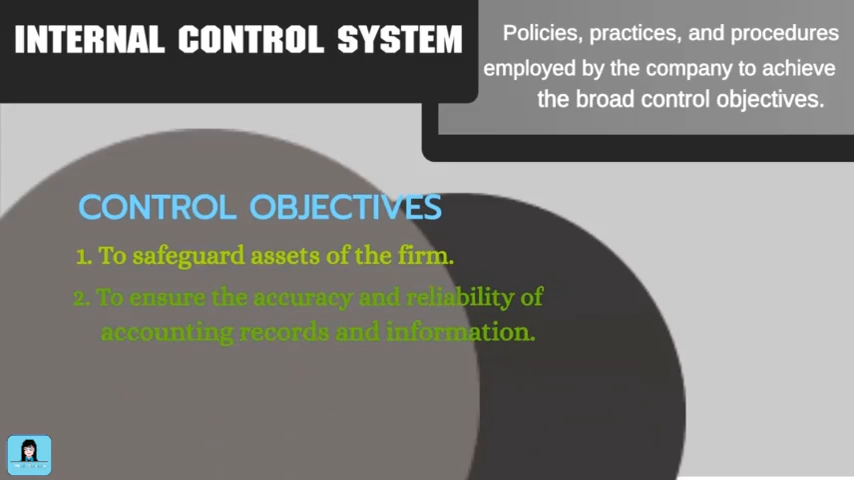 INTERNAL CONTROL SYSTEM
Policies, practices, and procedures
employed by the company to achieve
the broad control objectives.
CONTROL OBJECTIVES
1. To safeguard assets of the firm.
2. To ensure the accuracy and reliability of
accounting records and information.